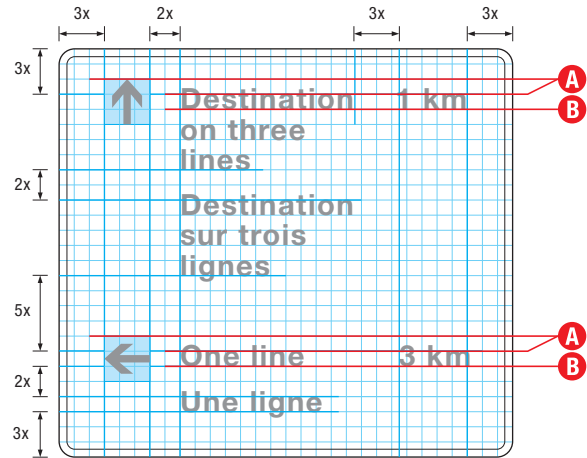 3x 2x 3x 3x
3x
A
Destination 1 km
B
on three
lines
2x
Destination
sur trois
lignes
5x
A
One line 3 km
B
2x
Une ligne
3x